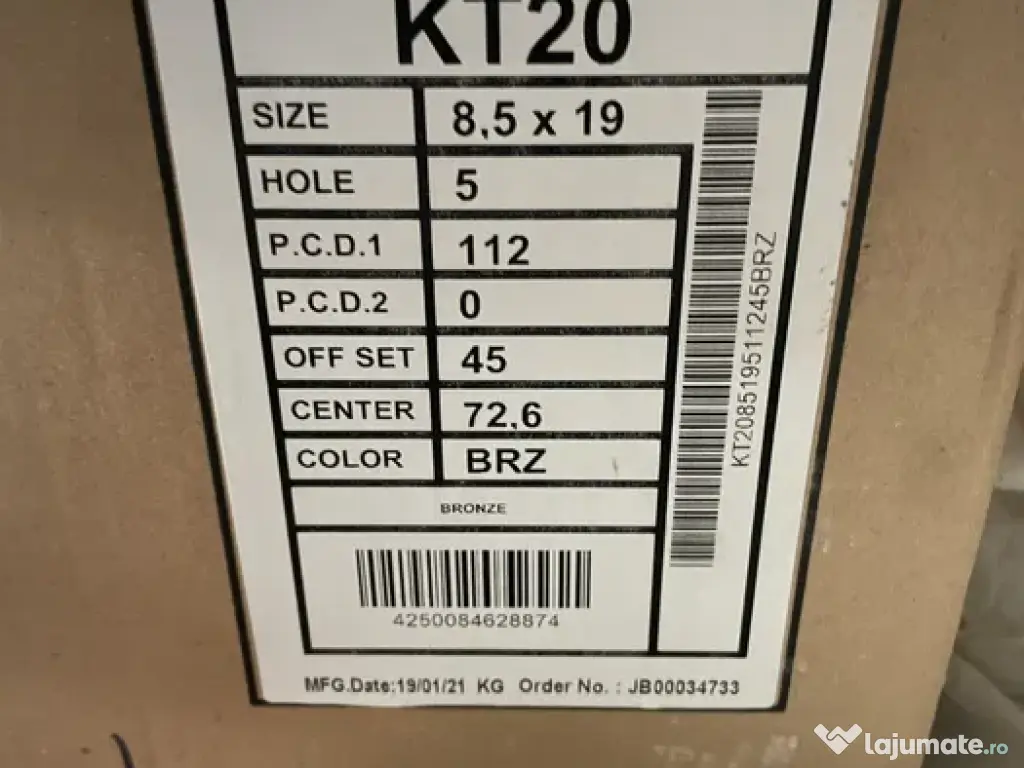 KT20
SIZE 8,5 x 19
HOLE 5
P.C.D.1 112
P.C.D.2 0
OFF SET 45
CENTER 72,6
COLOR BRZ
BRONZE
KT2085195112​45BRZ
4250084628874
MFG.Date:19/01/21 KG Order No. : JB00034733
lajumate.ro